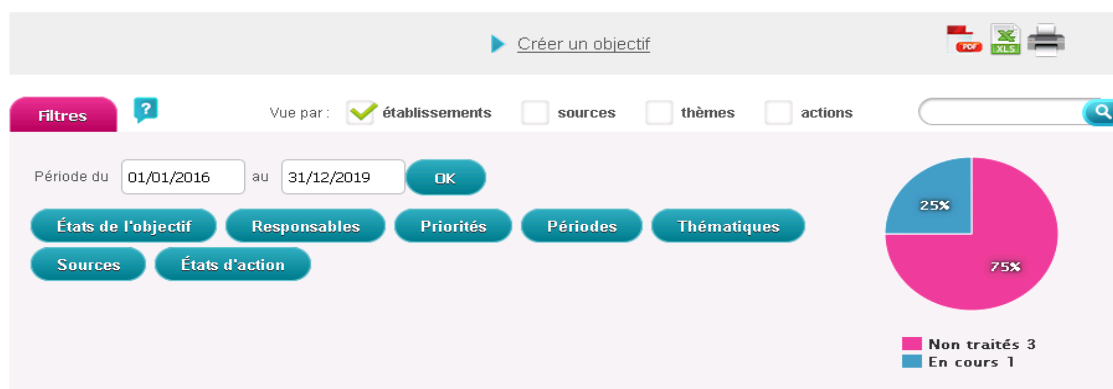 Créer un objectif
PDF
XLS
Filtres
?
Vue par : établissements sources thèmes actions
Période du 01/01/2016 au 31/12/2019 OK
États de l'objectif Responsables Priorités Périodes Thématiques
Sources États d'action
25%
75%
Non traités 3
En cours 1